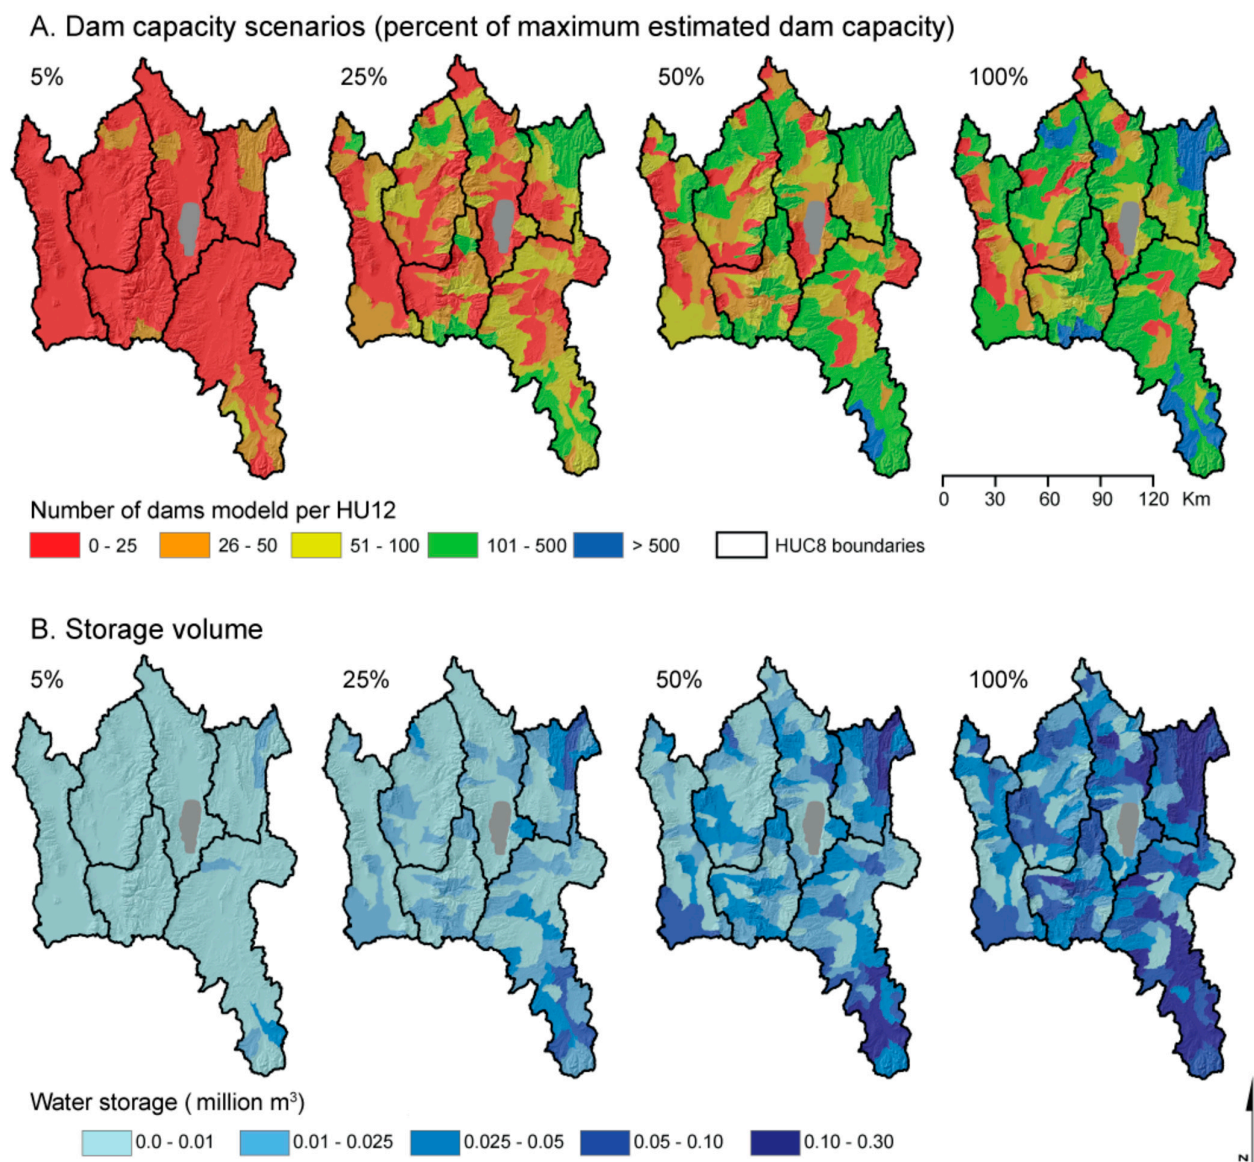 A. Dam capacity scenarios (percent of maximum estimated dam capacity)
5% 25% 50% 100%
0 30 60 90 120 Km
Number of dams modeld per HU12
0 - 25 26 - 50 51 - 100 101 - 500 > 500 HUC8 boundaries
B. Storage volume
5% 25% 50% 100%
Water storage ( million m³)
0.0 - 0.01 0.01 - 0.025 0.025 - 0.05 0.05 - 0.10 0.10 - 0.30
N